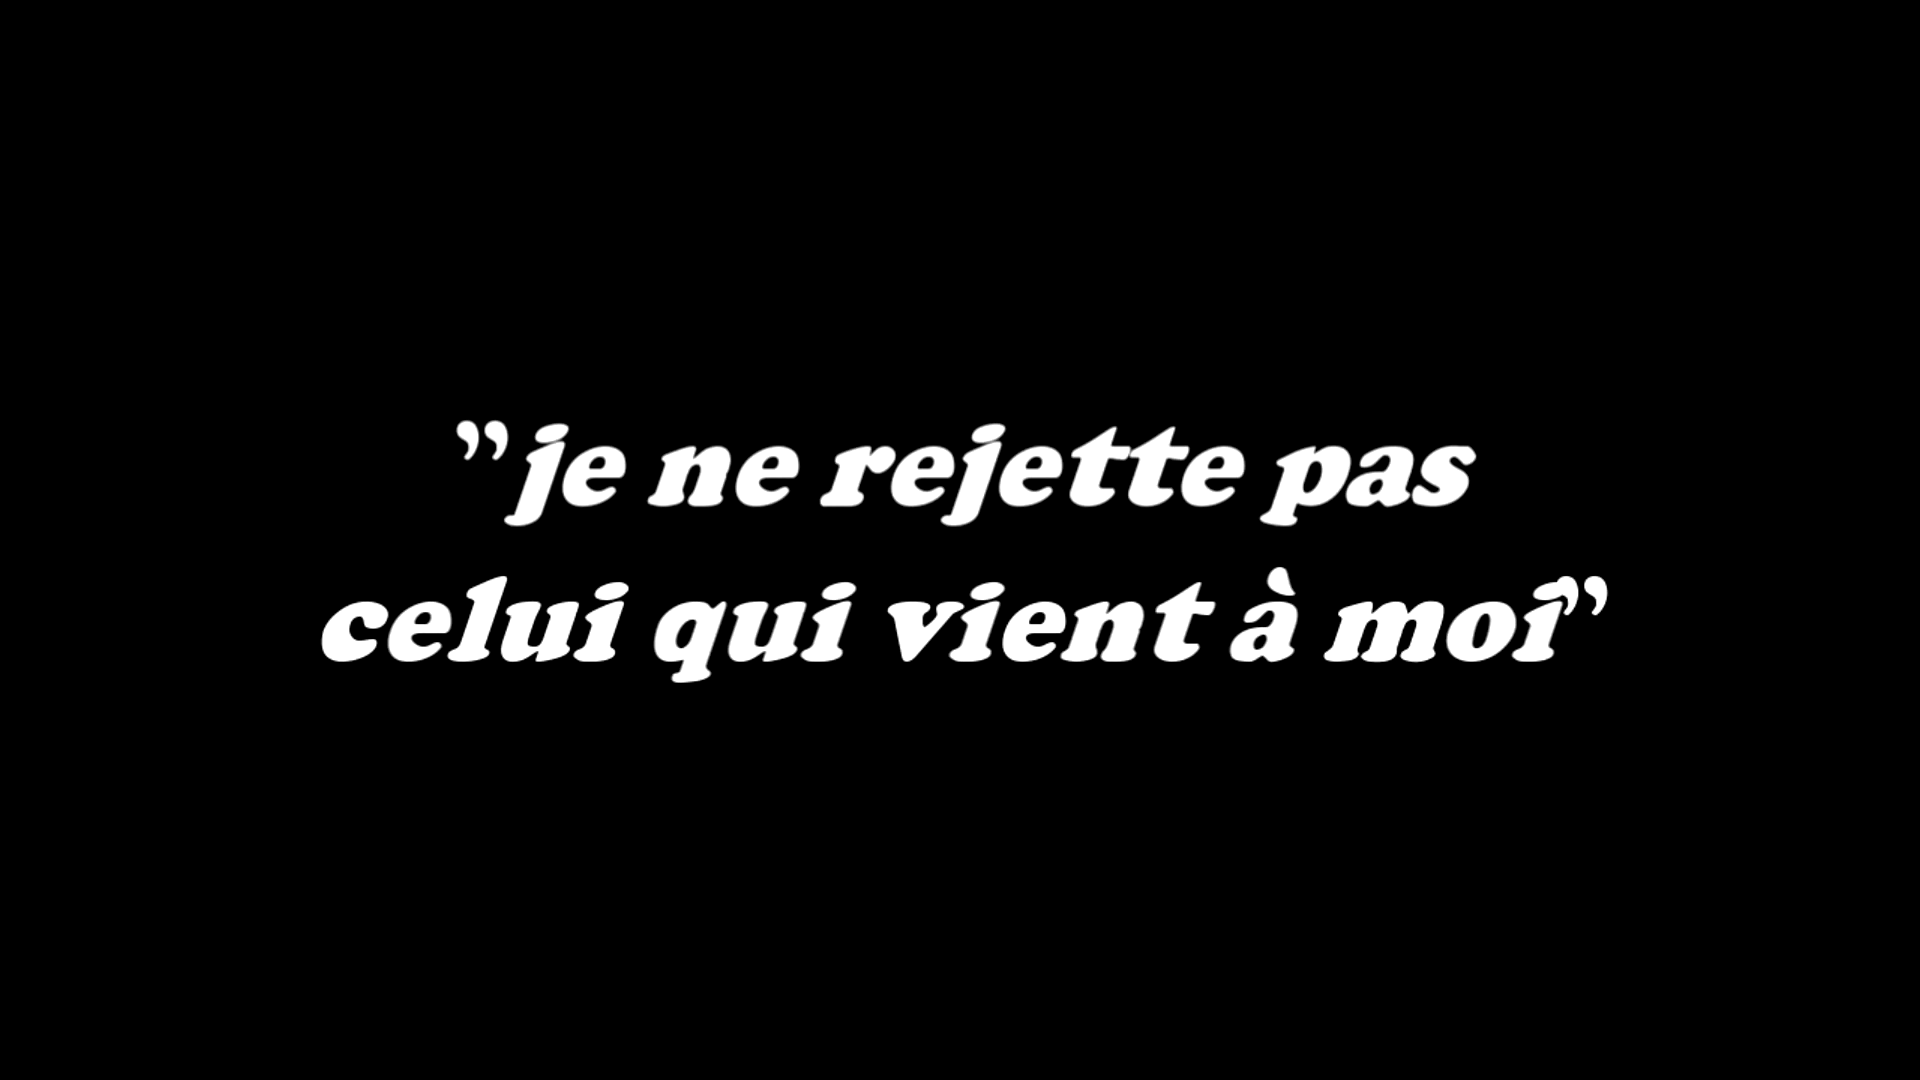 ”je ne rejette pas
celui qui vient à moi”